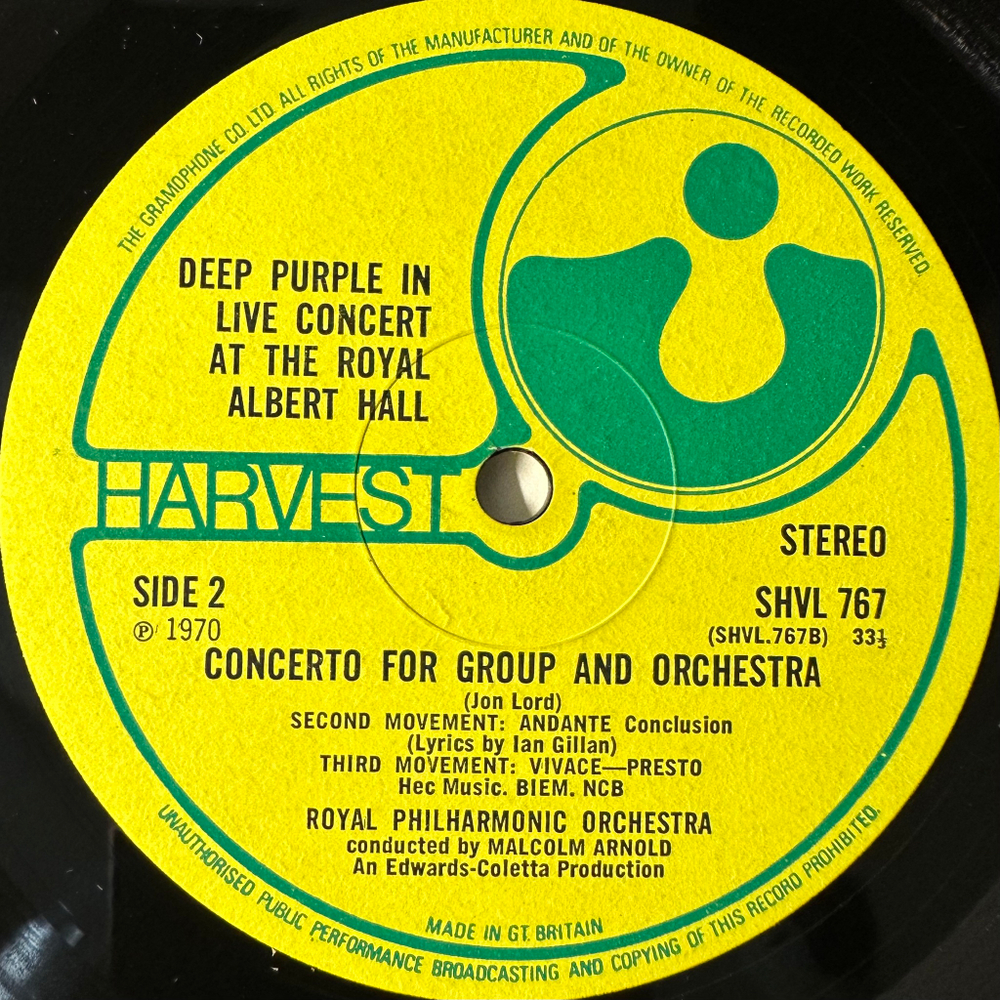 THE GRAMOPHONE CO. LTD. ALL RIGHTS OF THE MANUFACTURER AND OF THE OWNER OF THE RECORDED WORK RESERVED.
DEEP PURPLE IN
LIVE CONCERT
AT THE ROYAL
ALBERT HALL
HARVEST
STEREO
SIDE 2
SHVL 767
Ⓟ 1970
(SHVL.767B) 33⅓
CONCERTO FOR GROUP AND ORCHESTRA
(Jon Lord)
SECOND MOVEMENT: ANDANTE Conclusion
(Lyrics by Ian Gillan)
THIRD MOVEMENT: VIVACE—PRESTO
Hec Music. BIEM. NCB
ROYAL PHILHARMONIC ORCHESTRA
conducted by MALCOLM ARNOLD
An Edwards-Coletta Production
MADE IN GT. BRITAIN
UNAUTHORISED PUBLIC PERFORMANCE BROADCASTING AND COPYING OF THIS RECORD PROHIBITED.